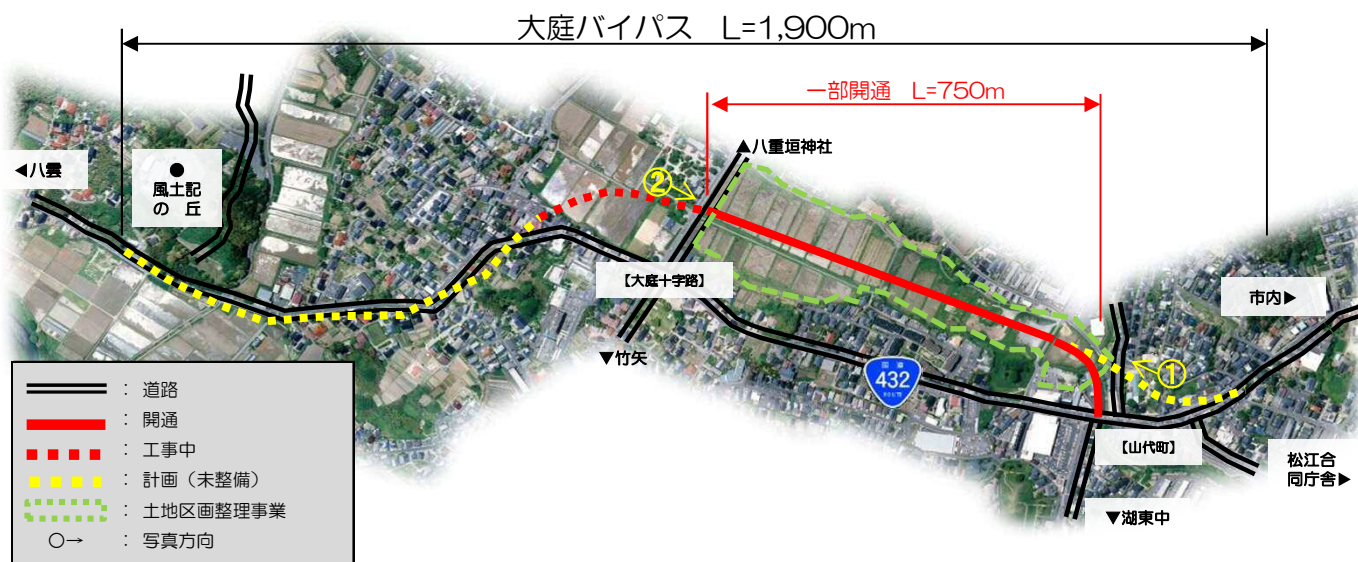 大庭バイパス L=1,900m
一部開通 L=750m
▲八重垣神社
◀八雲
●
風土記
の 丘
②
【大庭十字路】
市内▶
▼竹矢
国道
432
ROUTE
①
【山代町】
松江合
同庁舎▶
▼湖東中
: 道路
: 開通
: 工事中
: 計画（未整備）
: 土地区画整理事業
○→ : 写真方向